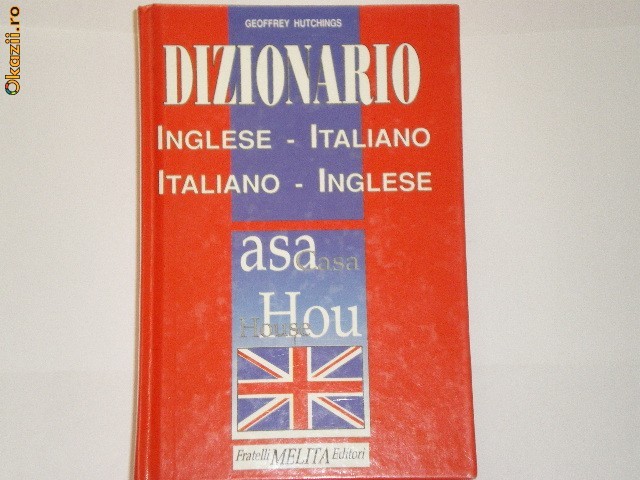 Okazii.ro
GEOFFREY HUTCHINGS
DIZIONARIO
INGLESE - ITALIANO
ITALIANO - INGLESE
asa
Casa
Hou
House
Fratelli MELITA Editori